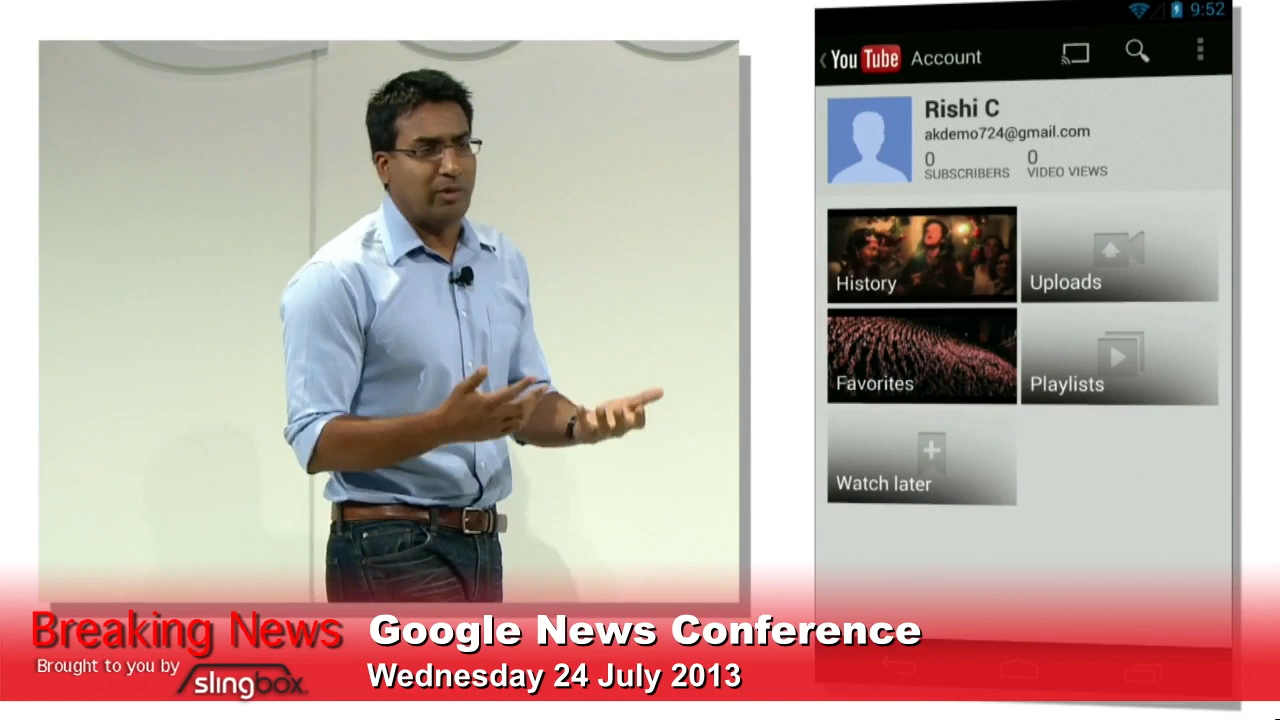 9:52
YouTube Account
Rishi C
akdemo724@gmail.com
0 0
SUBSCRIBERS VIDEO VIEWS
History Uploads
Favorites Playlists
Watch later
Breaking News
Brought to you by slingbox
Google News Conference
Wednesday 24 July 2013